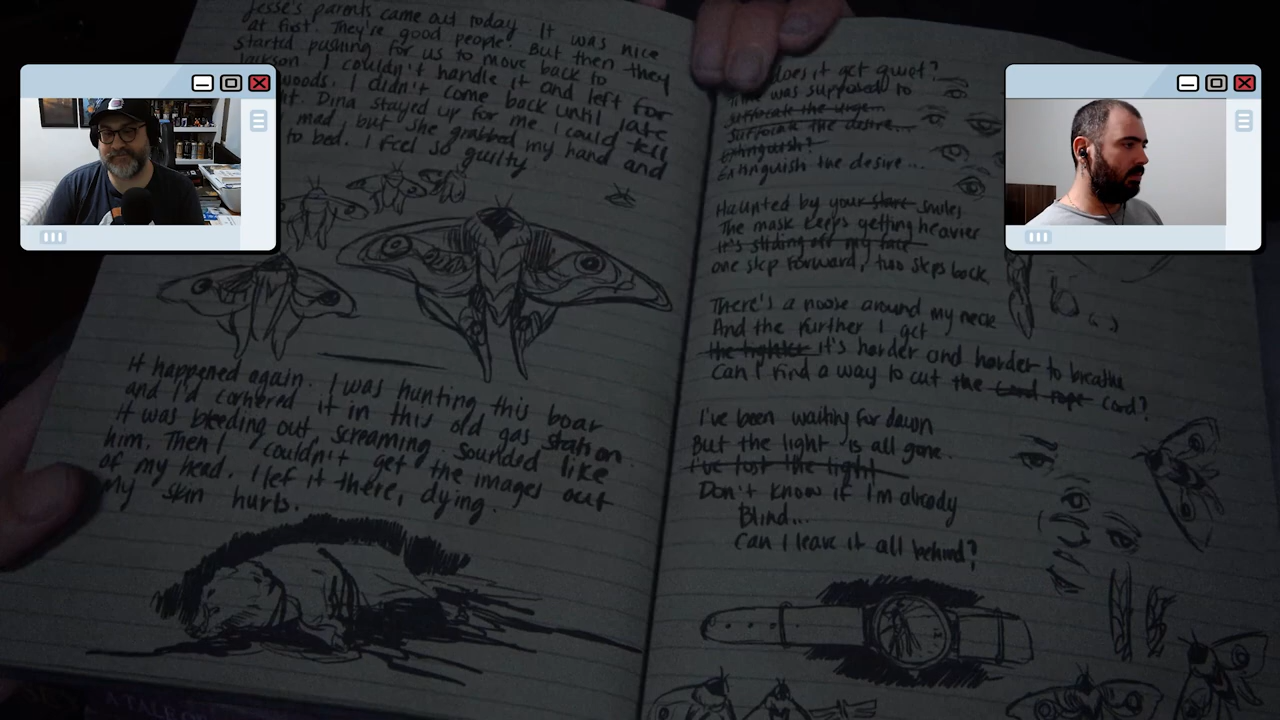 Jesse's parents came out today It was nice
at first. They're good people. But then they
started pushing for us to move back to
Jackson. I couldn't handle it and left for
woods. I didn't come back until late
Dina stayed up for me I could tell
mad, but she grabbed my hand and
to bed. I feel so guilty
It happened again. I was hunting this boar
and I'd cornered it in this old gas station.
It was bleeding out screaming. Sounded like
him. Then I couldn't get the images out
of my head. I left it there, dying.
My skin hurts.
does it get quiet?
Time was supposed to
suffocate the urge...
suffocate the desire...
extinguish?
Extinguish the desire...
Haunted by your stare smiles
The mask keeps getting heavier
it's sliding off my face
one step forward, two steps back.
There's a noose around my neck
And the further I get
the tighter it's harder and harder to breathe
Can I find a way to cut the cord rope cord?
I've been waiting for dawn
But the light is all gone.
I've lost the light
Don't know if I'm already
Blind...
Can I leave it all behind?
A TALE OF